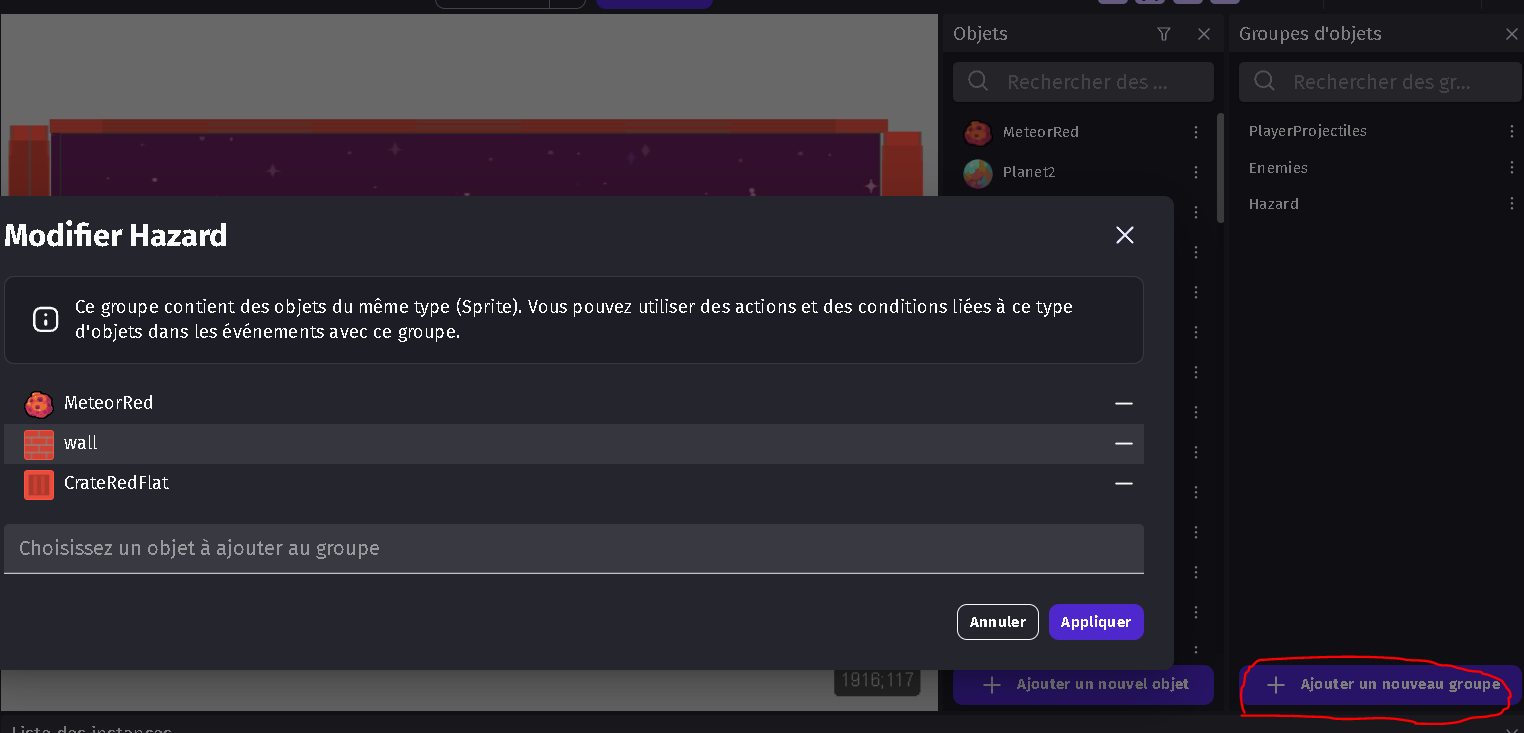 Objets
Groupes d'objets
Rechercher des ...
Rechercher des gr...
MeteorRed
Planet2
PlayerProjectiles
Enemies
Hazard
Modifier Hazard
Ce groupe contient des objets du même type (Sprite). Vous pouvez utiliser des actions et des conditions liées à ce type
d'objets dans les événements avec ce groupe.
MeteorRed
wall
CrateRedFlat
Choisissez un objet à ajouter au groupe
Annuler
Appliquer
1916;117
Ajouter un nouvel objet
Ajouter un nouveau groupe
Liste des instances